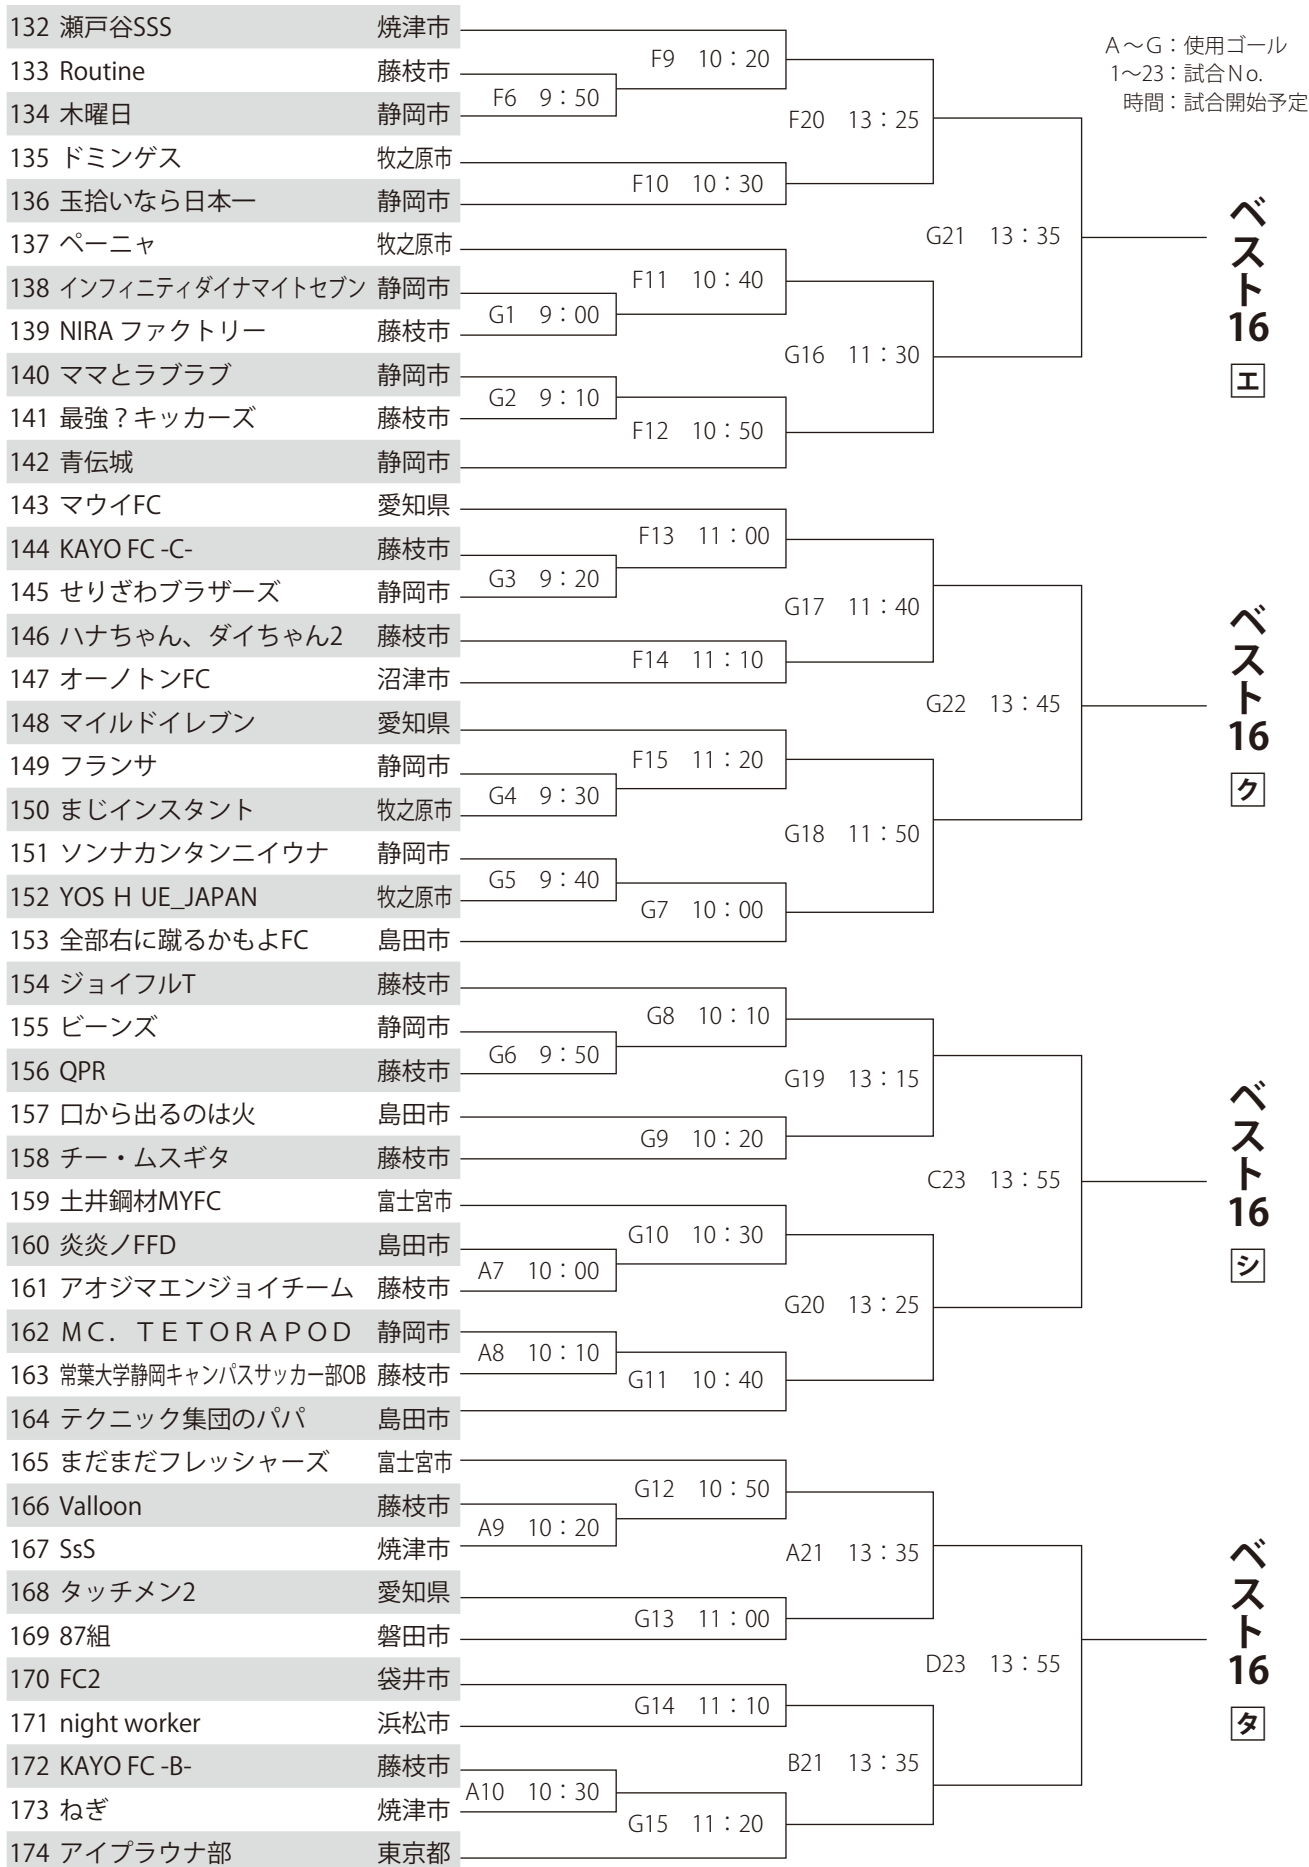 A～G：使用ゴール
1～23：試合No.
時間：試合開始予定
132 瀬戸谷SSS 焼津市
133 Routine 藤枝市
134 木曜日 静岡市
135 ドミンゲス 牧之原市
136 玉拾いなら日本一 静岡市
137 ペーニャ 牧之原市
138 インフィニティダイナマイトセブン 静岡市
139 NIRA ファクトリー 藤枝市
140 ママとラブラブ 静岡市
141 最強？キッカーズ 藤枝市
142 青伝城 静岡市
143 マウイFC 愛知県
144 KAYO FC -C- 藤枝市
145 せりざわブラザーズ 静岡市
146 ハナちゃん、ダイちゃん2 藤枝市
147 オーノトンFC 沼津市
148 マイルドイレブン 愛知県
149 フランサ 静岡市
150 まじインスタント 牧之原市
151 ソンナカンタンニイウナ 静岡市
152 YOS H UE_JAPAN 牧之原市
153 全部右に蹴るかもよFC 島田市
154 ジョイフルT 藤枝市
155 ビーンズ 静岡市
156 QPR 藤枝市
157 口から出るのは火 島田市
158 チー・ムスギタ 藤枝市
159 土井鋼材MYFC 富士宮市
160 炎炎ノFFD 島田市
161 アオジマエンジョイチーム 藤枝市
162 ＭＣ．ＴＥＴＯＲＡＰＯＤ 静岡市
163 常葉大学静岡キャンパスサッカー部OB 藤枝市
164 テクニック集団のパパ 島田市
165 まだまだフレッシャーズ 富士宮市
166 Valloon 藤枝市
167 SsS 焼津市
168 タッチメン2 愛知県
169 87組 磐田市
170 FC2 袋井市
171 night worker 浜松市
172 KAYO FC -B- 藤枝市
173 ねぎ 焼津市
174 アイプラウナ部 東京都
F6 9：50
G1 9：00
G2 9：10
G3 9：20
G4 9：30
G5 9：40
G6 9：50
A7 10：00
A8 10：10
A9 10：20
A10 10：30
F9 10：20
F10 10：30
F11 10：40
F12 10：50
F13 11：00
F14 11：10
F15 11：20
G7 10：00
G8 10：10
G9 10：20
G10 10：30
G11 10：40
G12 10：50
G13 11：00
G14 11：10
G15 11：20
F20 13：25
G16 11：30
G17 11：40
G18 11：50
G19 13：15
G20 13：25
A21 13：35
B21 13：35
G21 13：35
G22 13：45
C23 13：55
D23 13：55
ベスト16
エ
ベスト16
ク
ベスト16
シ
ベスト16
タ